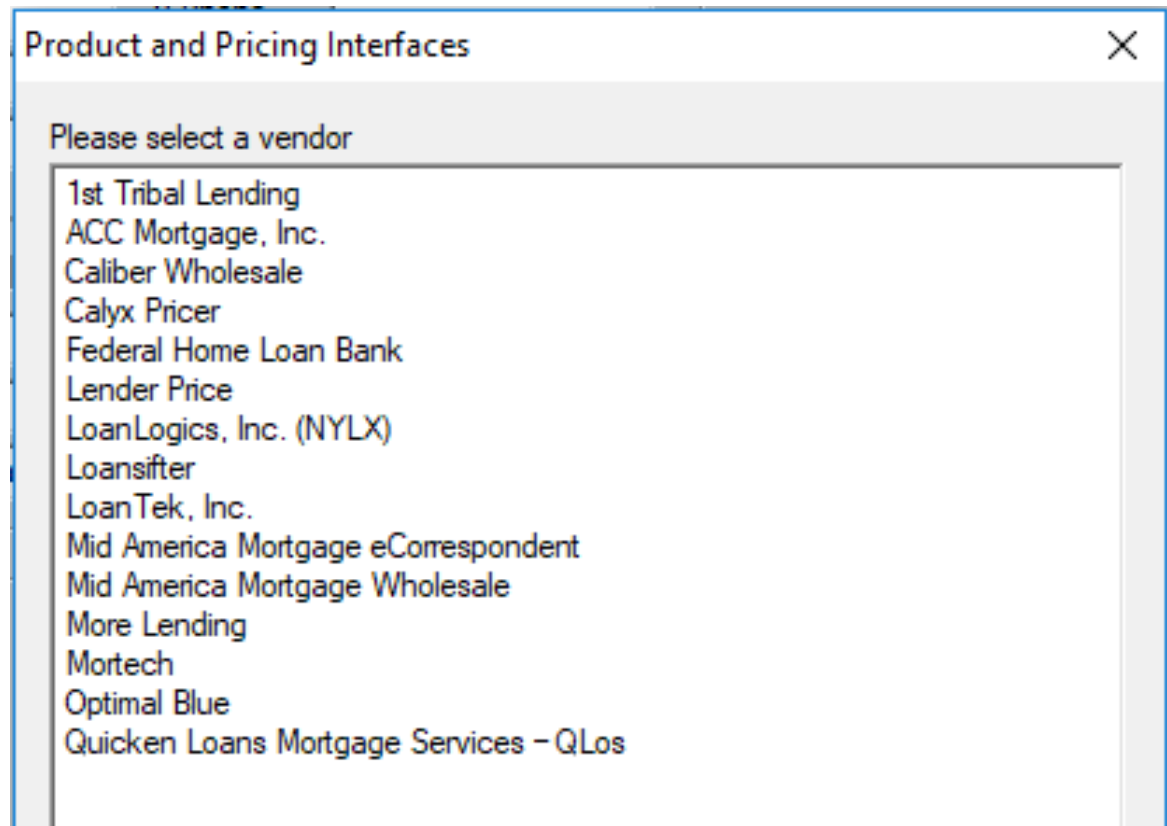 Product and Pricing Interfaces
Please select a vendor
1st Tribal Lending
ACC Mortgage, Inc.
Caliber Wholesale
Calyx Pricer
Federal Home Loan Bank
Lender Price
LoanLogics, Inc. (NYLX)
Loansifter
LoanTek, Inc.
Mid America Mortgage eCorrespondent
Mid America Mortgage Wholesale
More Lending
Mortech
Optimal Blue
Quicken Loans Mortgage Services – QLos